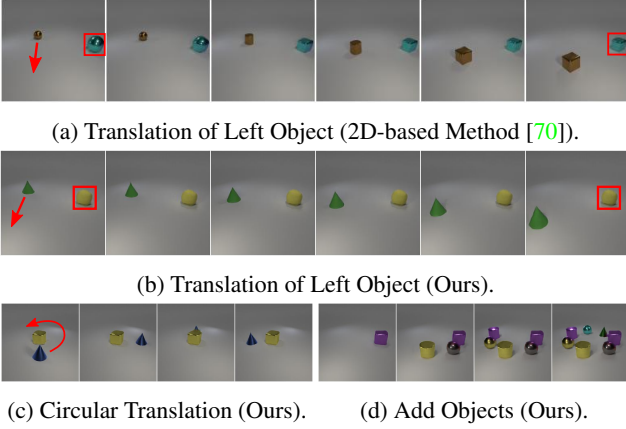 (a) Translation of Left Object (2D-based Method [70]).
(b) Translation of Left Object (Ours).
(c) Circular Translation (Ours). (d) Add Objects (Ours).